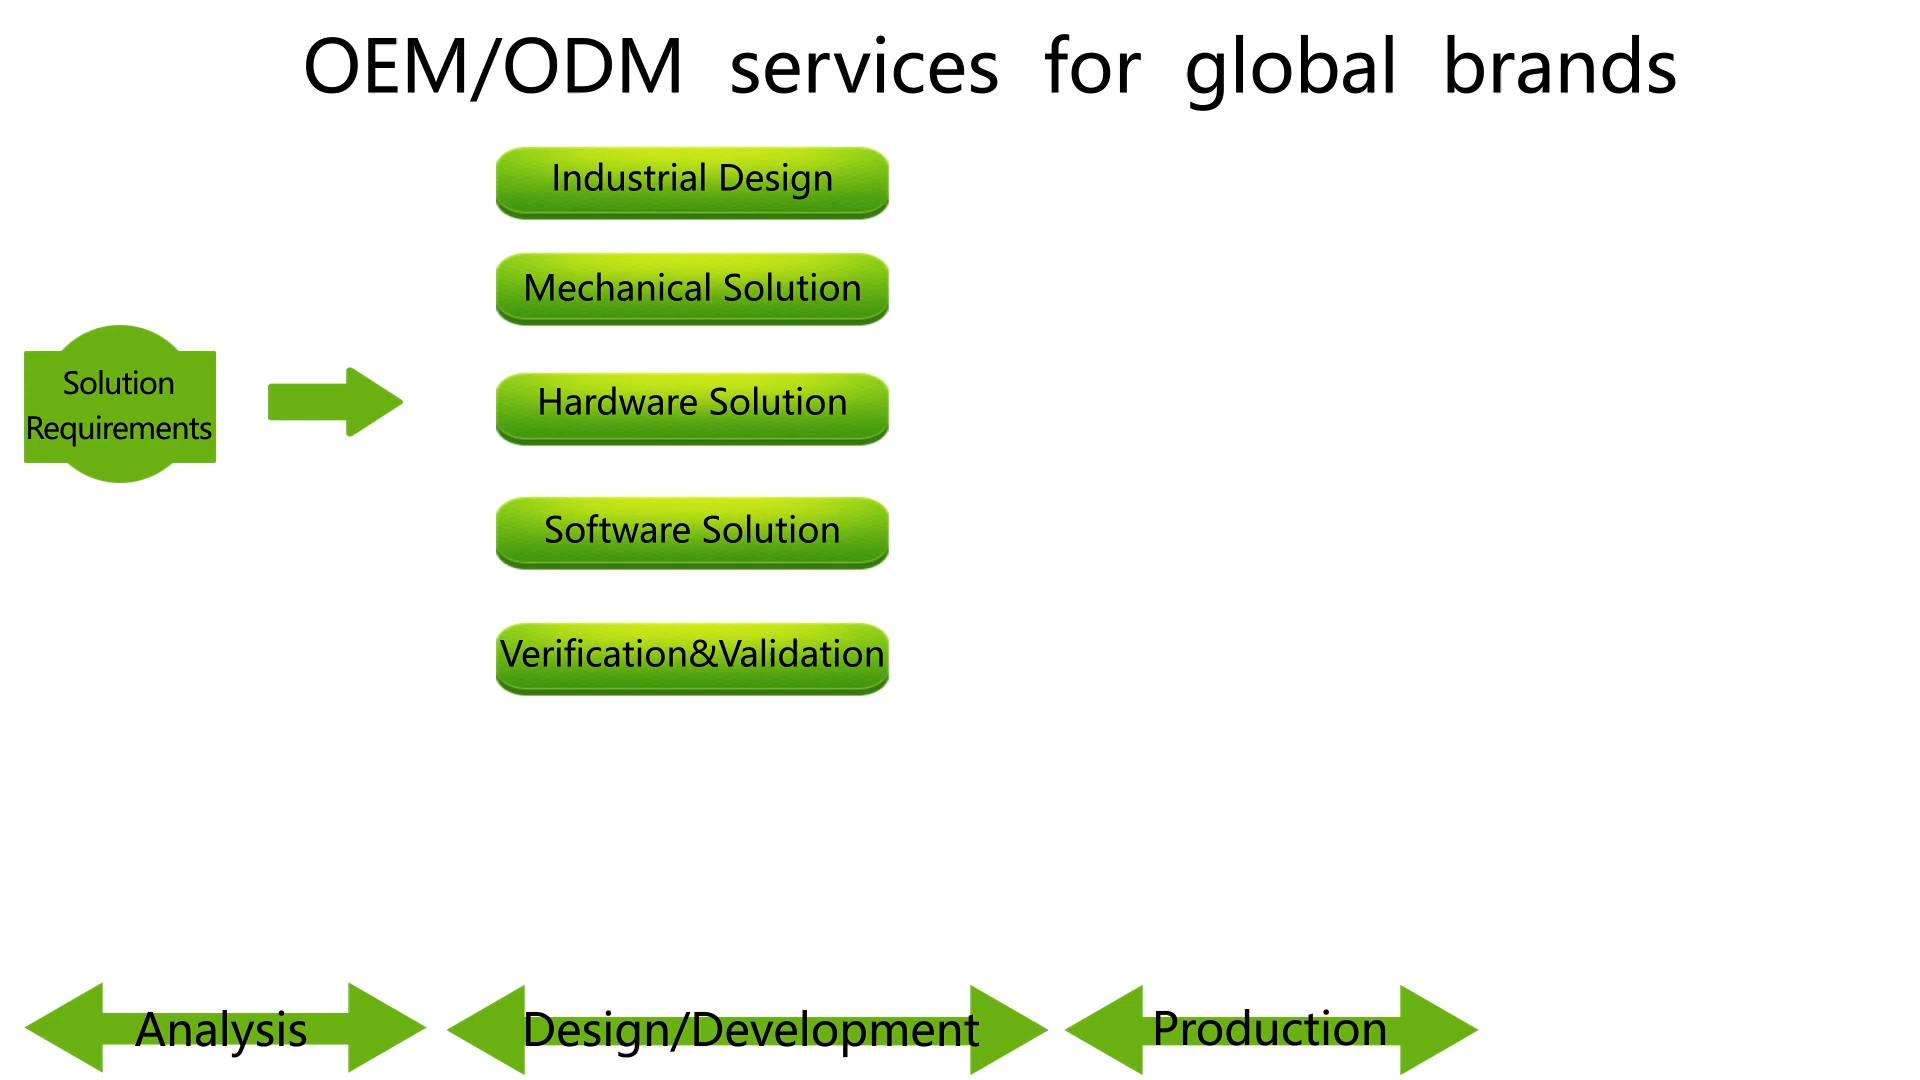 OEM/ODM services for global brands
Industrial Design
Mechanical Solution
Solution
Requirements
Hardware Solution
Software Solution
Verification&Validation
Analysis
Design/Development
Production